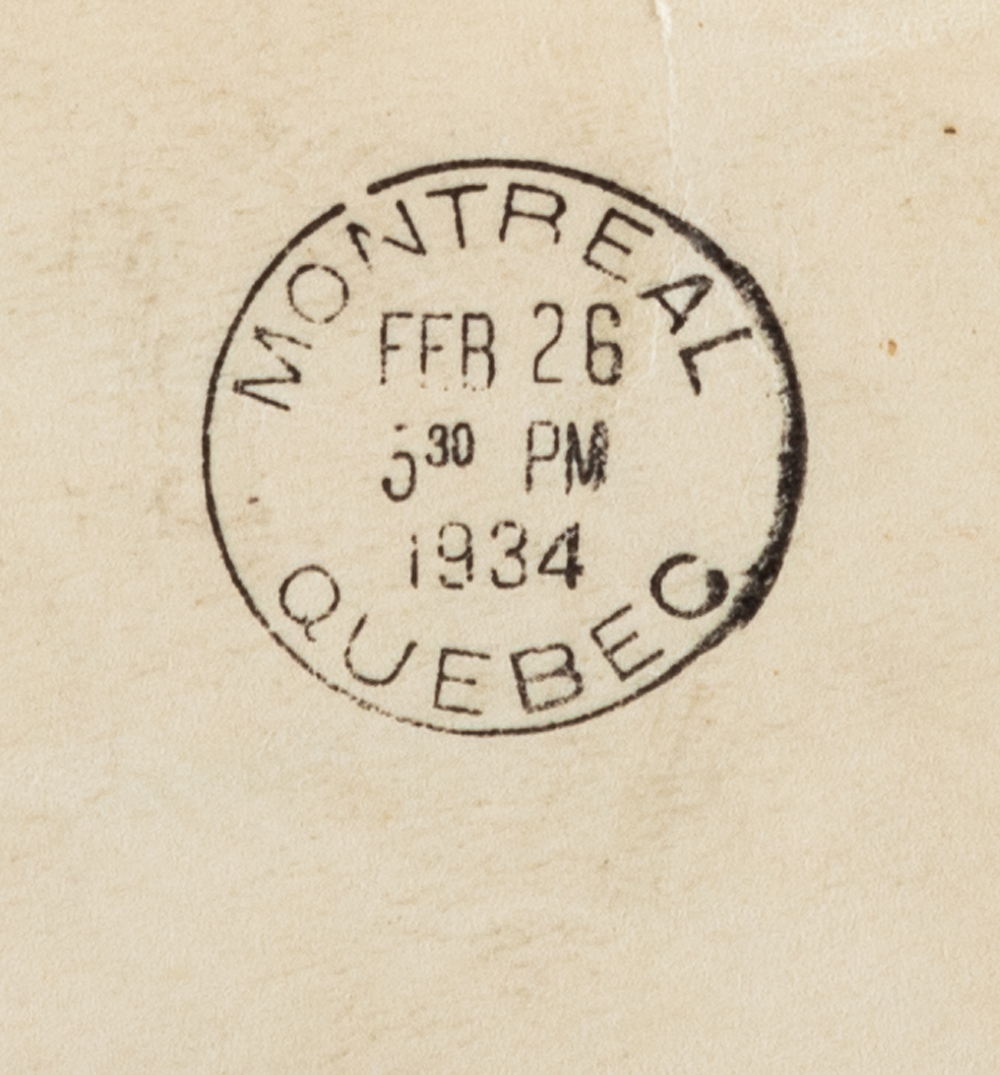 MONTREAL
FEB 26
5³⁰ PM
1934
QUEBEC